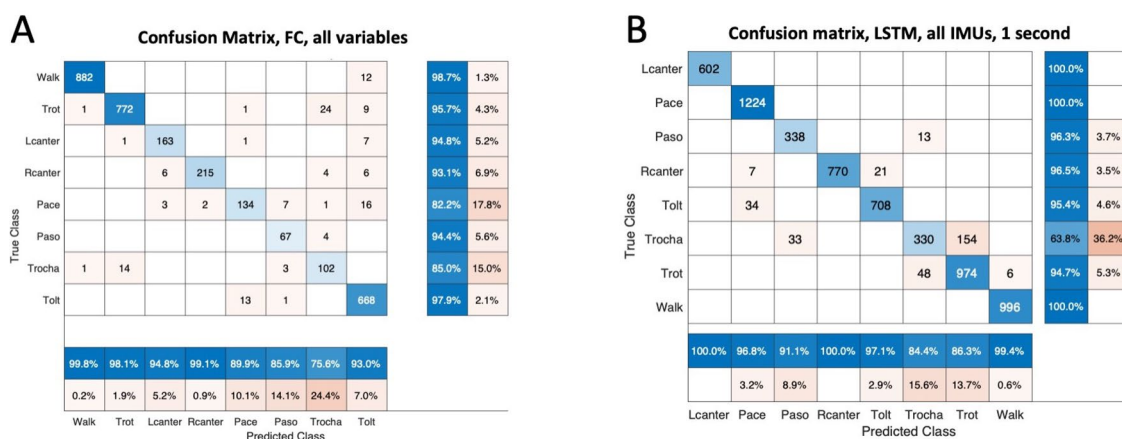 A
Confusion Matrix, FC, all variables
Walk 882 12 98.7% 1.3%
Trot 1 772 1 24 9 95.7% 4.3%
Lcanter 1 163 1 7 94.8% 5.2%
Rcanter 6 215 4 6 93.1% 6.9%
Pace 3 2 134 7 1 16 82.2% 17.8%
Paso 67 4 94.4% 5.6%
Trocha 1 14 3 102 85.0% 15.0%
Tolt 13 1 668 97.9% 2.1%
True Class
99.8% 98.1% 94.8% 99.1% 89.9% 85.9% 75.6% 93.0%
0.2% 1.9% 5.2% 0.9% 10.1% 14.1% 24.4% 7.0%
Walk Trot Lcanter Rcanter Pace Paso Trocha Tolt
Predicted Class
B
Confusion matrix, LSTM, all IMUs, 1 second
Lcanter 602 100.0%
Pace 1224 100.0%
Paso 338 13 96.3% 3.7%
Rcanter 7 770 21 96.5% 3.5%
Tolt 34 708 95.4% 4.6%
Trocha 33 330 154 63.8% 36.2%
Trot 48 974 6 94.7% 5.3%
Walk 996 100.0%
True Class
100.0% 96.8% 91.1% 100.0% 97.1% 84.4% 86.3% 99.4%
3.2% 8.9% 2.9% 15.6% 13.7% 0.6%
Lcanter Pace Paso Rcanter Tolt Trocha Trot Walk
Predicted Class